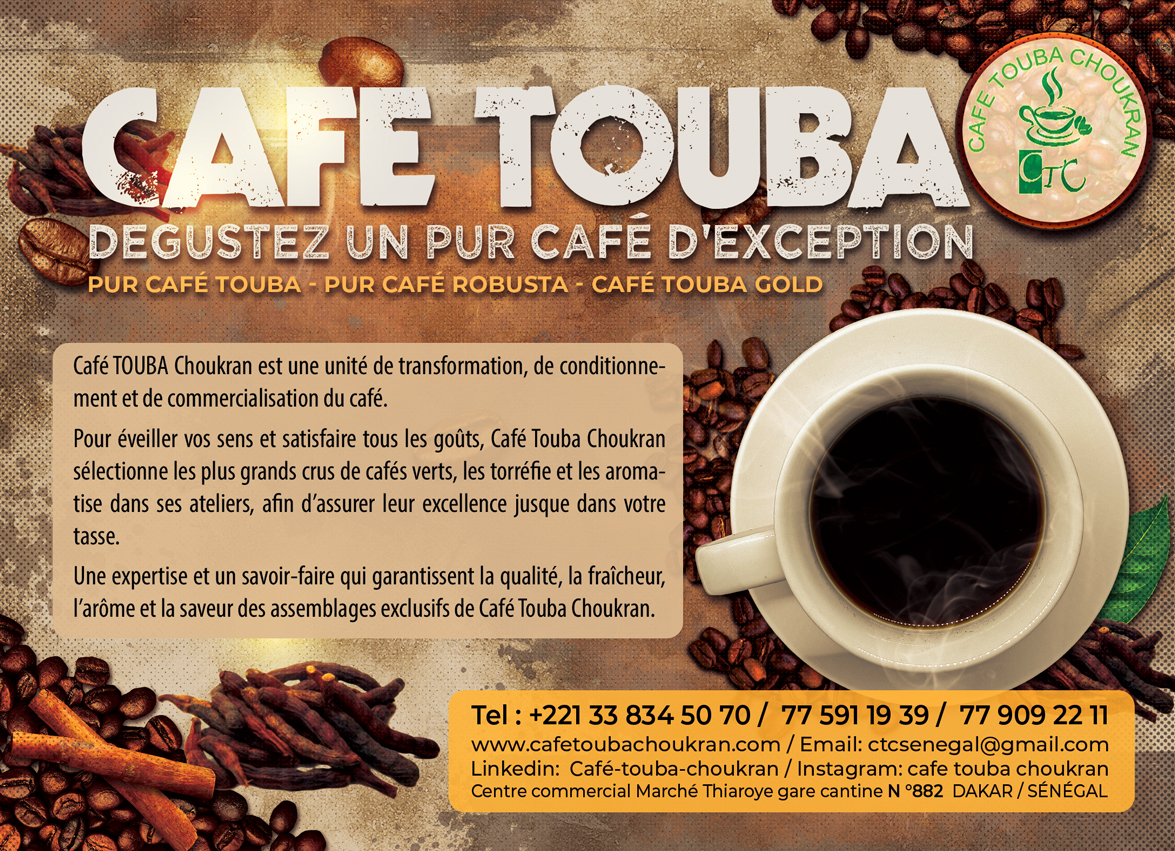 CAFE TOUBA
CAFE TOUBA CHOUKRAN
CTC
DEGUSTEZ UN PUR CAFÉ D'EXCEPTION
PUR CAFÉ TOUBA - PUR CAFÉ ROBUSTA - CAFÉ TOUBA GOLD
Café TOUBA Choukran est une unité de transformation, de conditionne-
ment et de commercialisation du café.
Pour éveiller vos sens et satisfaire tous les goûts, Café Touba Choukran
sélectionne les plus grands crus de cafés verts, les torréfie et les aroma-
tise dans ses ateliers, afin d’assurer leur excellence jusque dans votre
tasse.
Une expertise et un savoir-faire qui garantissent la qualité, la fraîcheur,
l’arôme et la saveur des assemblages exclusifs de Café Touba Choukran.
Tel : +221 33 834 50 70 / 77 591 19 39 / 77 909 22 11
www.cafetoubachoukran.com / Email: ctcsenegal@gmail.com
Linkedin: Café-touba-choukran / Instagram: cafe touba choukran
Centre commercial Marché Thiaroye gare cantine N °882 DAKAR / SÉNÉGAL